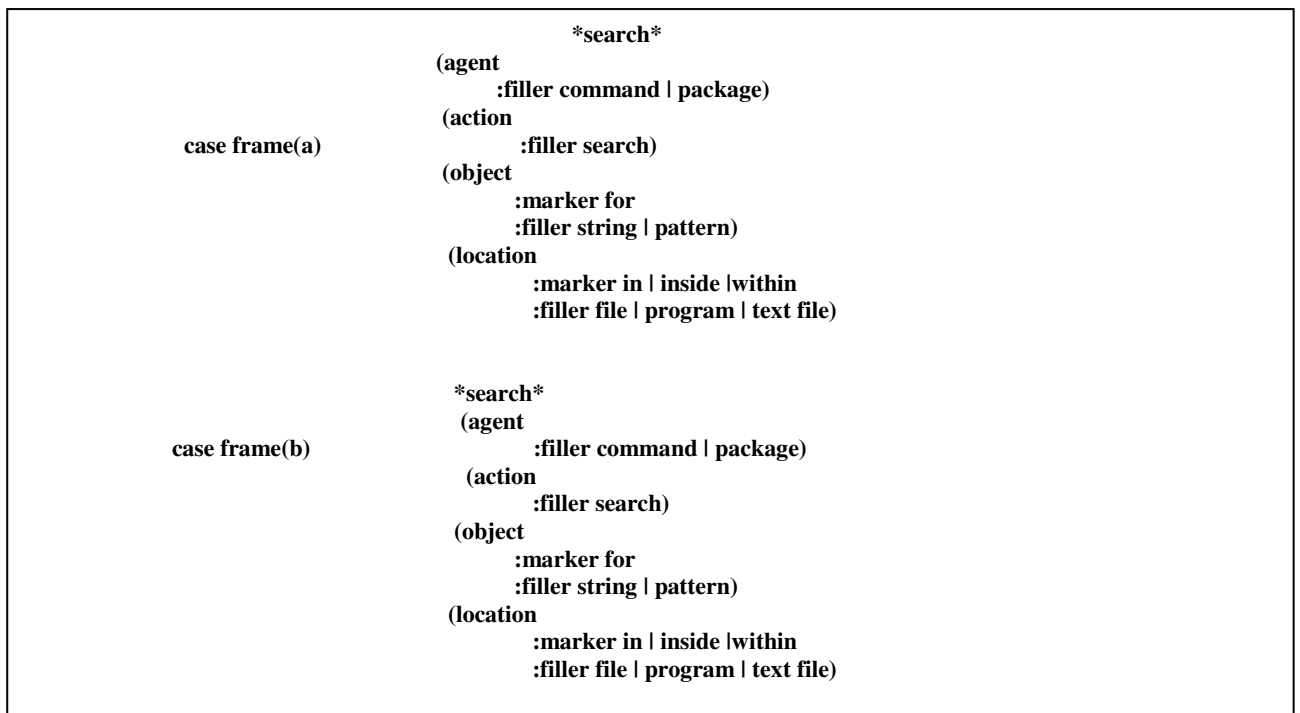 *search*
(agent
:filler command | package)
(action
case frame(a) :filler search)
(object
:marker for
:filler string | pattern)
(location
:marker in | inside |within
:filler file | program | text file)
*search*
(agent
case frame(b) :filler command | package)
(action
:filler search)
(object
:marker for
:filler string | pattern)
(location
:marker in | inside |within
:filler file | program | text file)